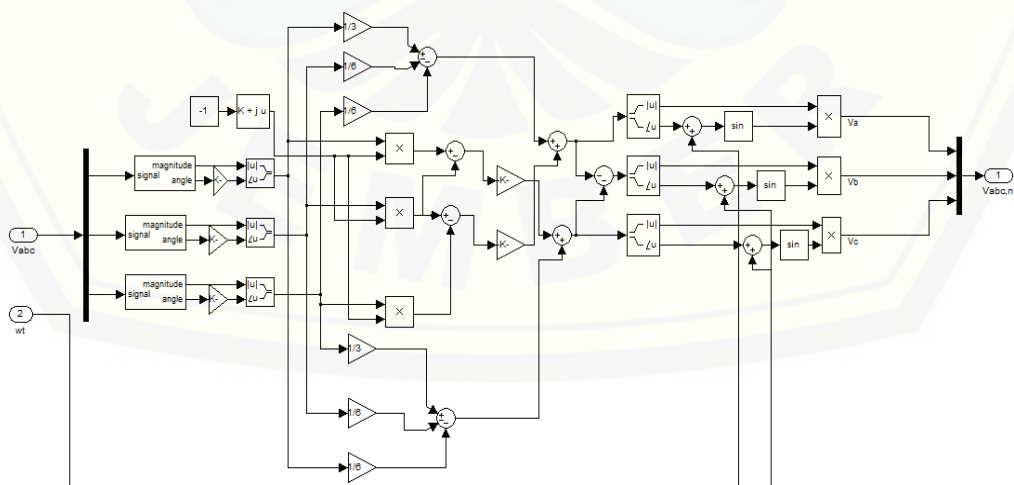 1/3
1/6
1/6
-1
K + j u
|u|
∠u
sin
×
Va
magnitude
signal
angle
K-
|u|
∠u
×
K-
|u|
∠u
sin
×
Vb
1
Vabc,n
magnitude
signal
angle
K-
|u|
∠u
×
K-
|u|
∠u
sin
×
Vc
1
Vabc
magnitude
signal
angle
K-
|u|
∠u
×
2
wt
1/3
1/6
1/6
JEMBER